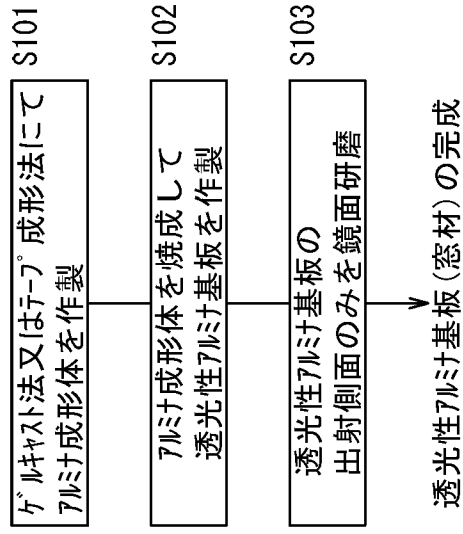 S101
ｹﾞﾙｷｬｽﾄ法又はﾃｰﾌﾟ成形法にて
ｱﾙﾐﾅ成形体を作製
S102
ｱﾙﾐﾅ成形体を焼成して
透光性ｱﾙﾐﾅ基板を作製
S103
透光性ｱﾙﾐﾅ基板の
出射側面のみを鏡面研磨
透光性ｱﾙﾐﾅ基板(窓材)の完成